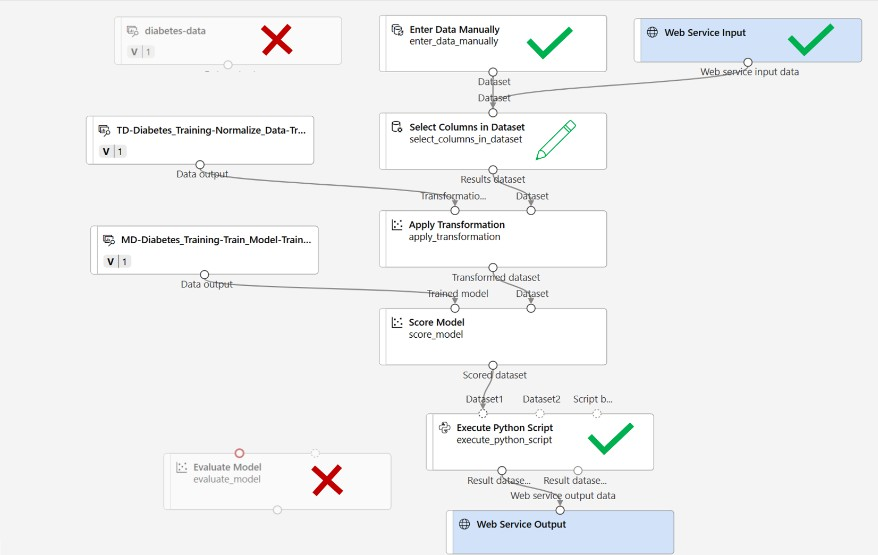 diabetes-data
V | 1
Enter Data Manually
enter_data_manually
Web Service Input
Dataset
Web service input data
Dataset
TD-Diabetes_Training-Normalize_Data-Tr...
V | 1
Data output
Select Columns in Dataset
select_columns_in_dataset
Results dataset
Transformatio...
Dataset
MD-Diabetes_Training-Train_Model-Train...
V | 1
Data output
Apply Transformation
apply_transformation
Transformed dataset
Trained model
Dataset
Score Model
score_model
Scored dataset
Dataset1
Dataset2
Script b...
Execute Python Script
execute_python_script
Evaluate Model
evaluate_model
Result datase...
Result datase...
Web service output data
Web Service Output